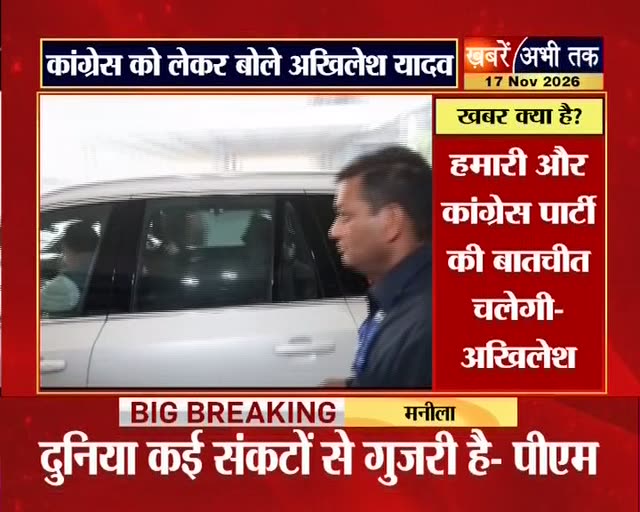 कांग्रेस को लेकर बोले अखिलेश यादव
ख़बरें अभी तक
17 Nov 2026
खबर क्या है?
हमारी और
कांग्रेस पार्टी
की बातचीत
चलेगी-
अखिलेश
BIG BREAKING
मनीला
दुनिया कई संकटों से गुजरी है- पीएम